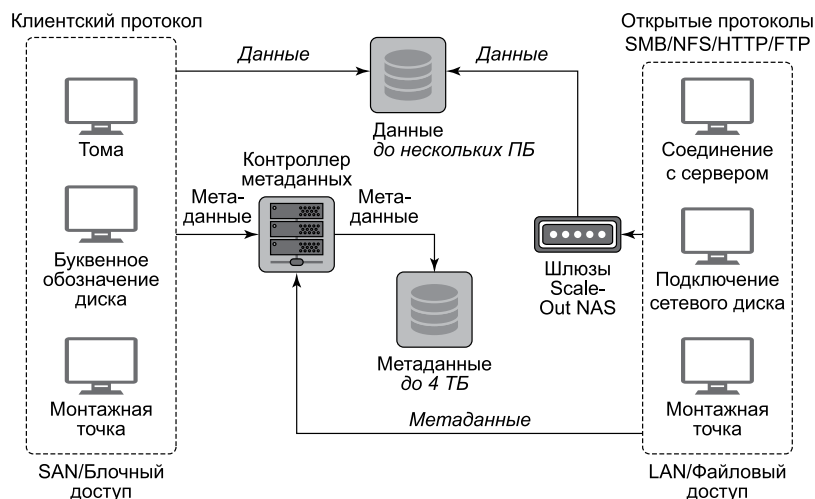 Клиентский протокол
Тома
Буквенное
обозначение
диска
Монтажная
точка
SAN/Блочный
доступ
Данные
Данные
Данные
до нескольких ПБ
Контроллер
метаданных
Мета-
данные
Мета-
данные
Метаданные
до 4 ТБ
Метаданные
Шлюзы
Scale-
Out NAS
Открытые протоколы
SMB/NFS/HTTP/FTP
Соединение
с сервером
Подключение
сетевого диска
Монтажная
точка
LAN/Файловый
доступ